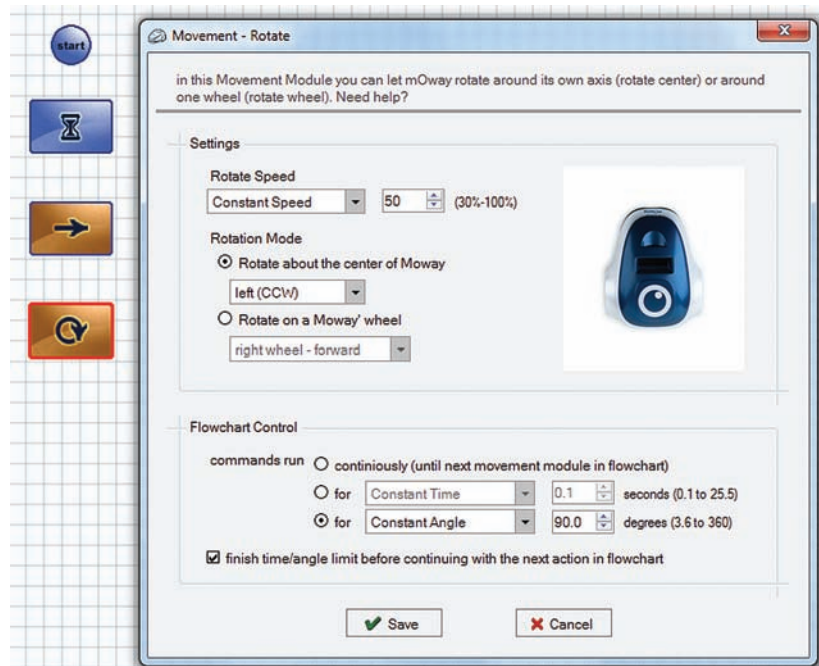 start
Movement - Rotate
in this Movement Module you can let mOway rotate around its own axis (rotate center) or around
one wheel (rotate wheel). Need help?
Settings
Rotate Speed
Constant Speed 50 (30%-100%)
Rotation Mode
Rotate about the center of Moway
left (CCW)
Rotate on a Moway' wheel
right wheel - forward
Flowchart Control
commands run continiously (until next movement module in flowchart)
for Constant Time 0.1 seconds (0.1 to 25.5)
for Constant Angle 90.0 degrees (3.6 to 360)
finish time/angle limit before continuing with the next action in flowchart
Save Cancel